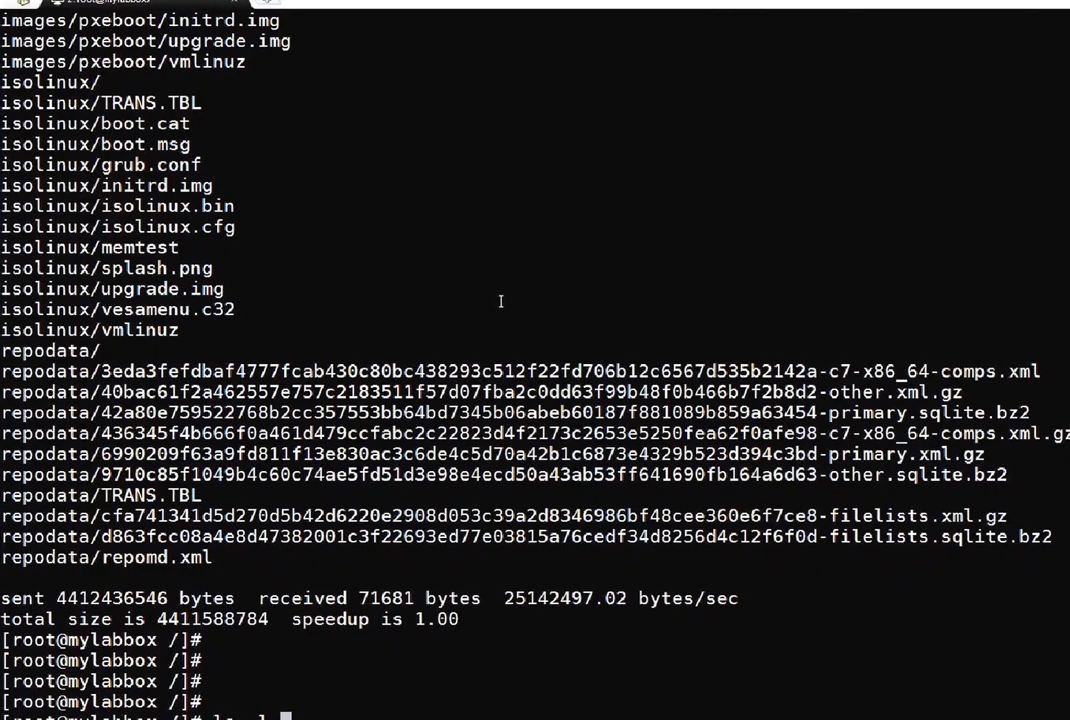 2.root@mylabbox:
images/pxeboot/initrd.img
images/pxeboot/upgrade.img
images/pxeboot/vmlinuz
isolinux/
isolinux/TRANS.TBL
isolinux/boot.cat
isolinux/boot.msg
isolinux/grub.conf
isolinux/initrd.img
isolinux/isolinux.bin
isolinux/isolinux.cfg
isolinux/memtest
isolinux/splash.png
isolinux/upgrade.img
isolinux/vesamenu.c32
isolinux/vmlinuz
repodata/
repodata/3eda3fefdbaf4777fcab430c80bc438293c512f22fd706b12c6567d535b2142a-c7-x86_64-comps.xml
repodata/40bac61f2a462557e757c2183511f57d07fba2c0dd63f99b48f0b466b7f2b8d2-other.xml.gz
repodata/42a80e759522768b2cc357553bb64bd7345b06abeb60187f881089b859a63454-primary.sqlite.bz2
repodata/436345f4b666f0a461d479ccfabc2c22823d4f2173c2653e5250fea62f0afe98-c7-x86_64-comps.xml.gz
repodata/6990209f63a9fd811f13e830ac3c6de4c5d70a42b1c6873e4329b523d394c3bd-primary.xml.gz
repodata/9710c85f1049b4c60c74ae5fd51d3e98e4ecd50a43ab53ff641690fb164a6d63-other.sqlite.bz2
repodata/TRANS.TBL
repodata/cfa741341d5d270d5b42d6220e2908d053c39a2d8346986bf48cee360e6f7ce8-filelists.xml.gz
repodata/d863fcc08a4e8d47382001c3f22693ed77e03815a76cedf34d8256d4c12f6f0d-filelists.sqlite.bz2
repodata/repomd.xml
sent 4412436546 bytes  received 71681 bytes  25142497.02 bytes/sec
total size is 4411588784  speedup is 1.00
[root@mylabbox /]#
[root@mylabbox /]#
[root@mylabbox /]#
[root@mylabbox /]#
[root@mylabbox /]#